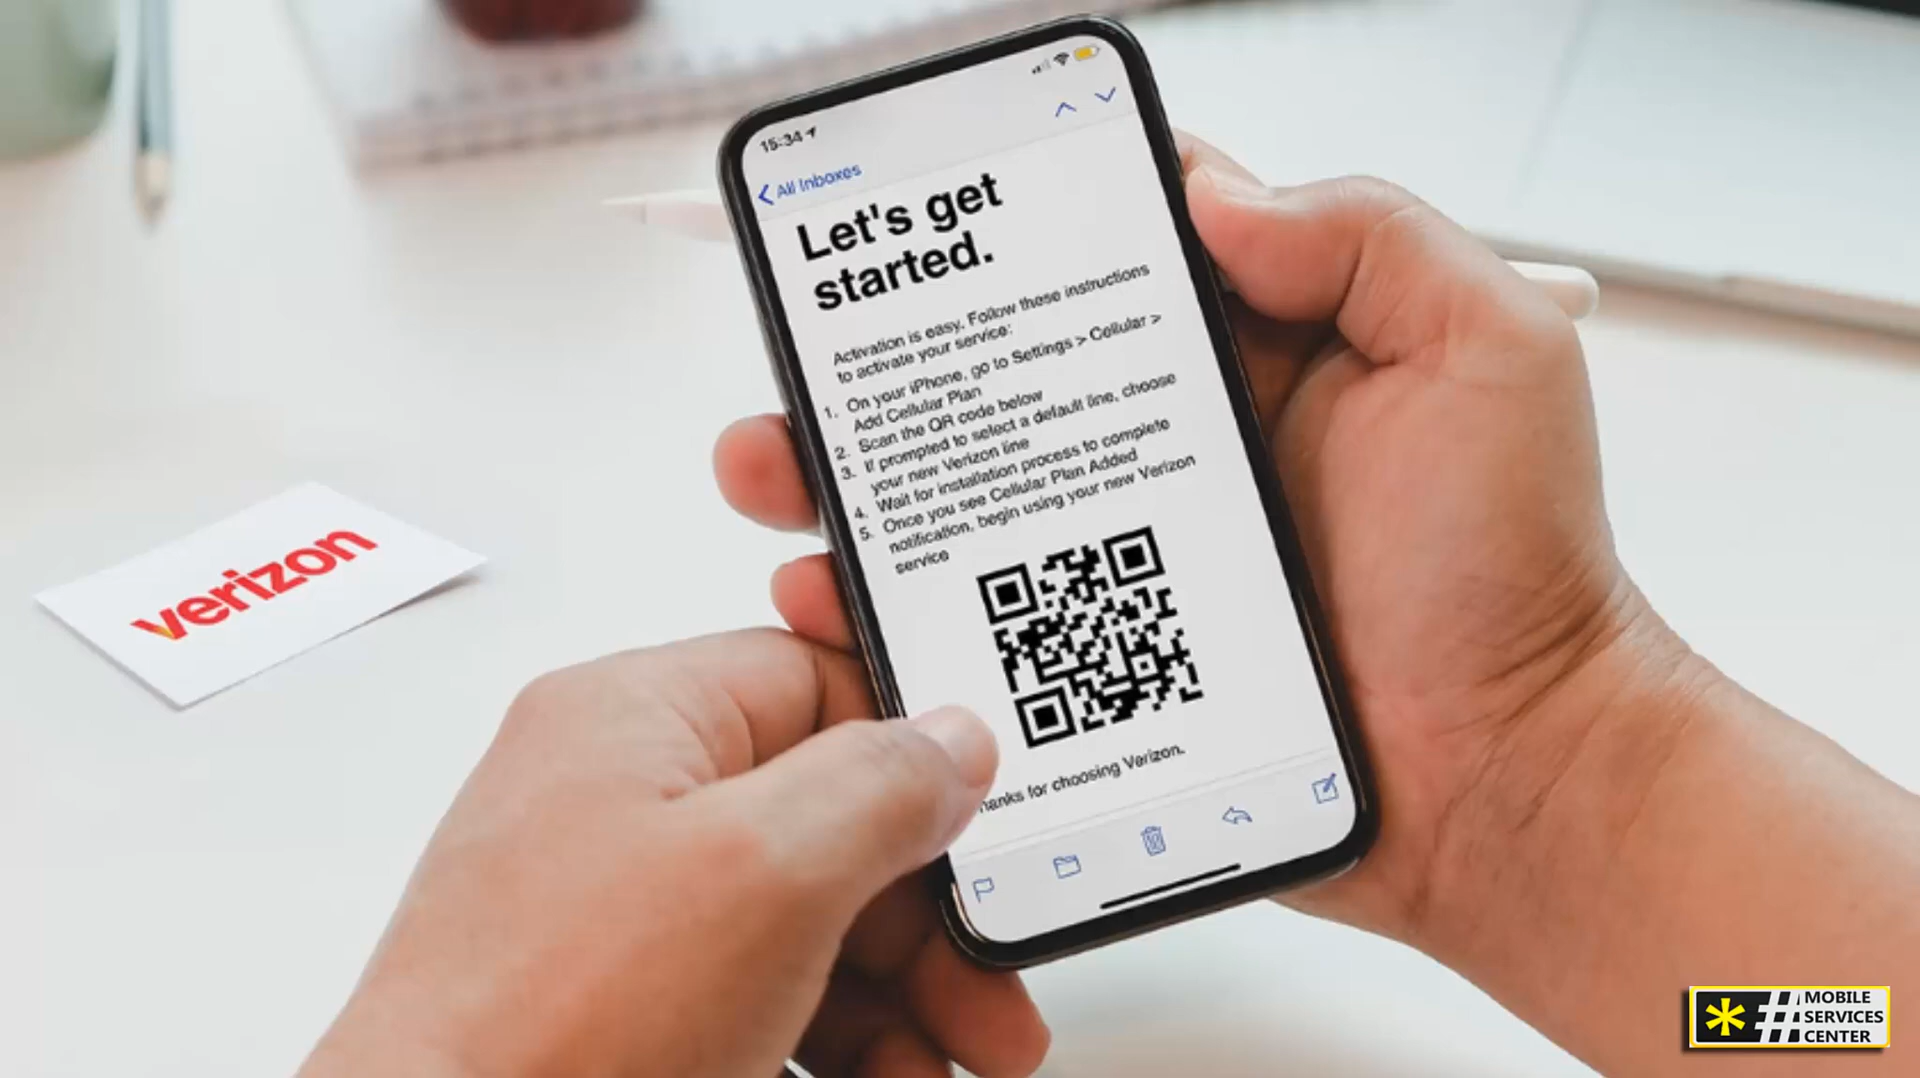 15:34
All Inboxes
Let's get
started.
Activation is easy. Follow these instructions
to activate your service:
1. On your iPhone, go to Settings > Cellular >
Add Cellular Plan
2. Scan the QR code below
3. If prompted to select a default line, choose
your new Verizon line
4. Wait for installation process to complete
5. Once you see Cellular Plan Added
notification, begin using your new Verizon
service
hanks for choosing Verizon.
verizon
*#
MOBILE
SERVICES
CENTER